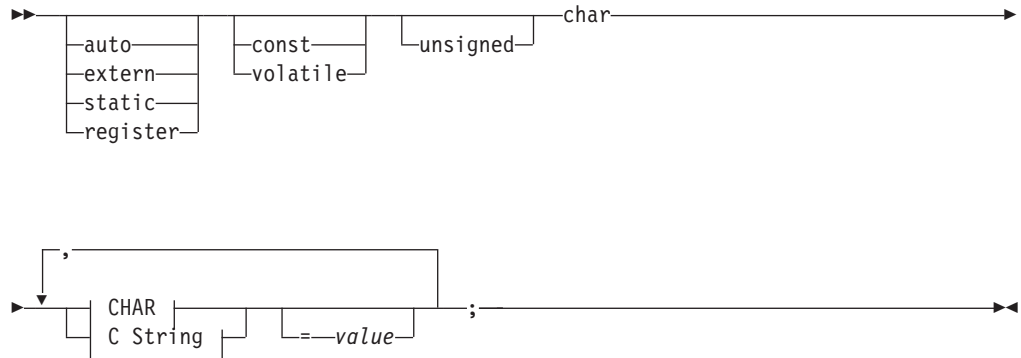 char
auto const unsigned
extern volatile
static
register
,
CHAR ;
C String =value